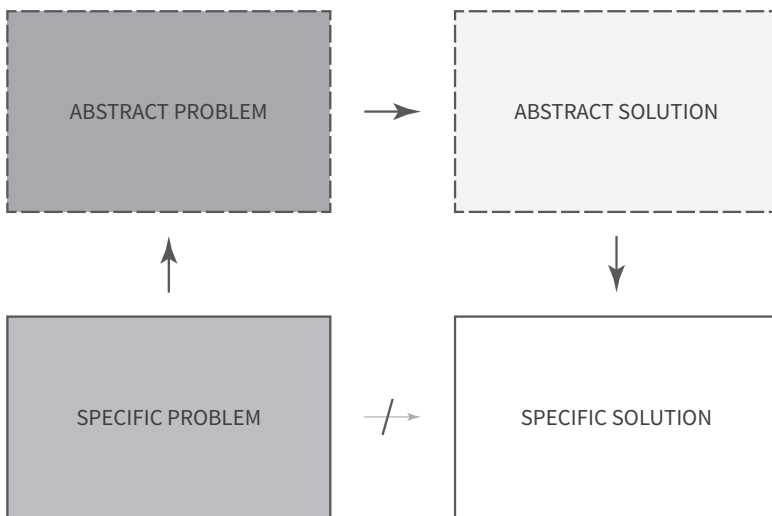 ABSTRACT PROBLEM
ABSTRACT SOLUTION
SPECIFIC PROBLEM
SPECIFIC SOLUTION